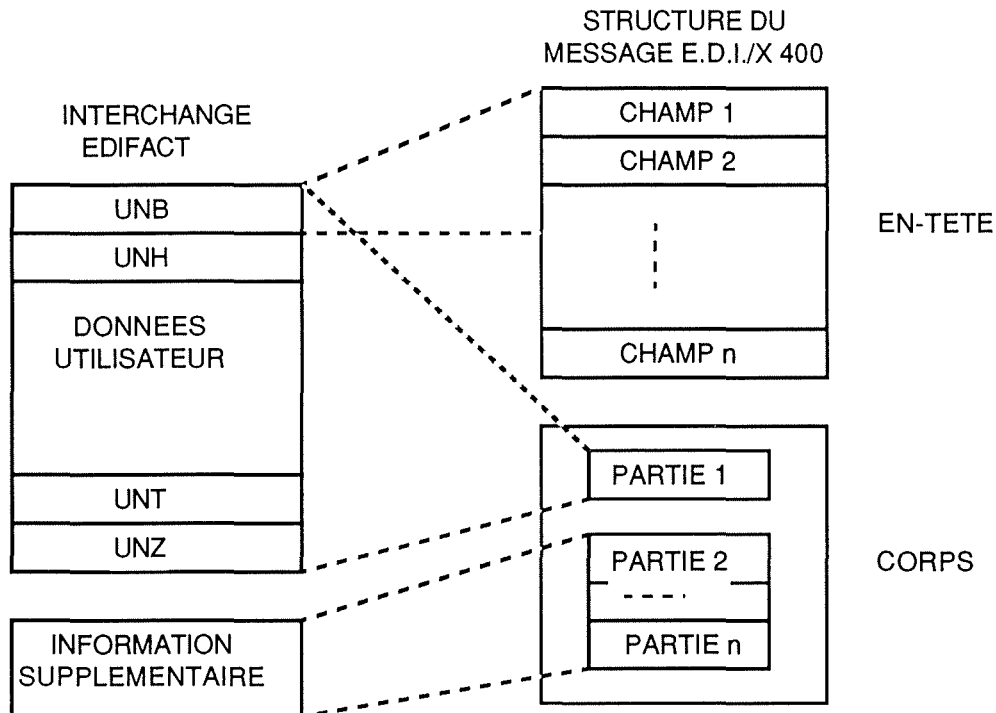 STRUCTURE DU
MESSAGE E.D.I./X 400
INTERCHANGE
EDIFACT
UNB
UNH
DONNEES
UTILISATEUR
UNT
UNZ
INFORMATION
SUPPLEMENTAIRE
CHAMP 1
CHAMP 2
CHAMP n
EN-TETE
PARTIE 1
PARTIE 2
PARTIE n
CORPS